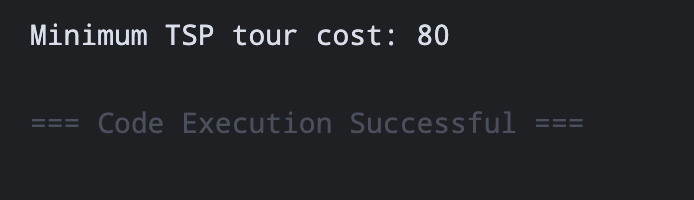 Minimum TSP tour cost: 80
=== Code Execution Successful ===